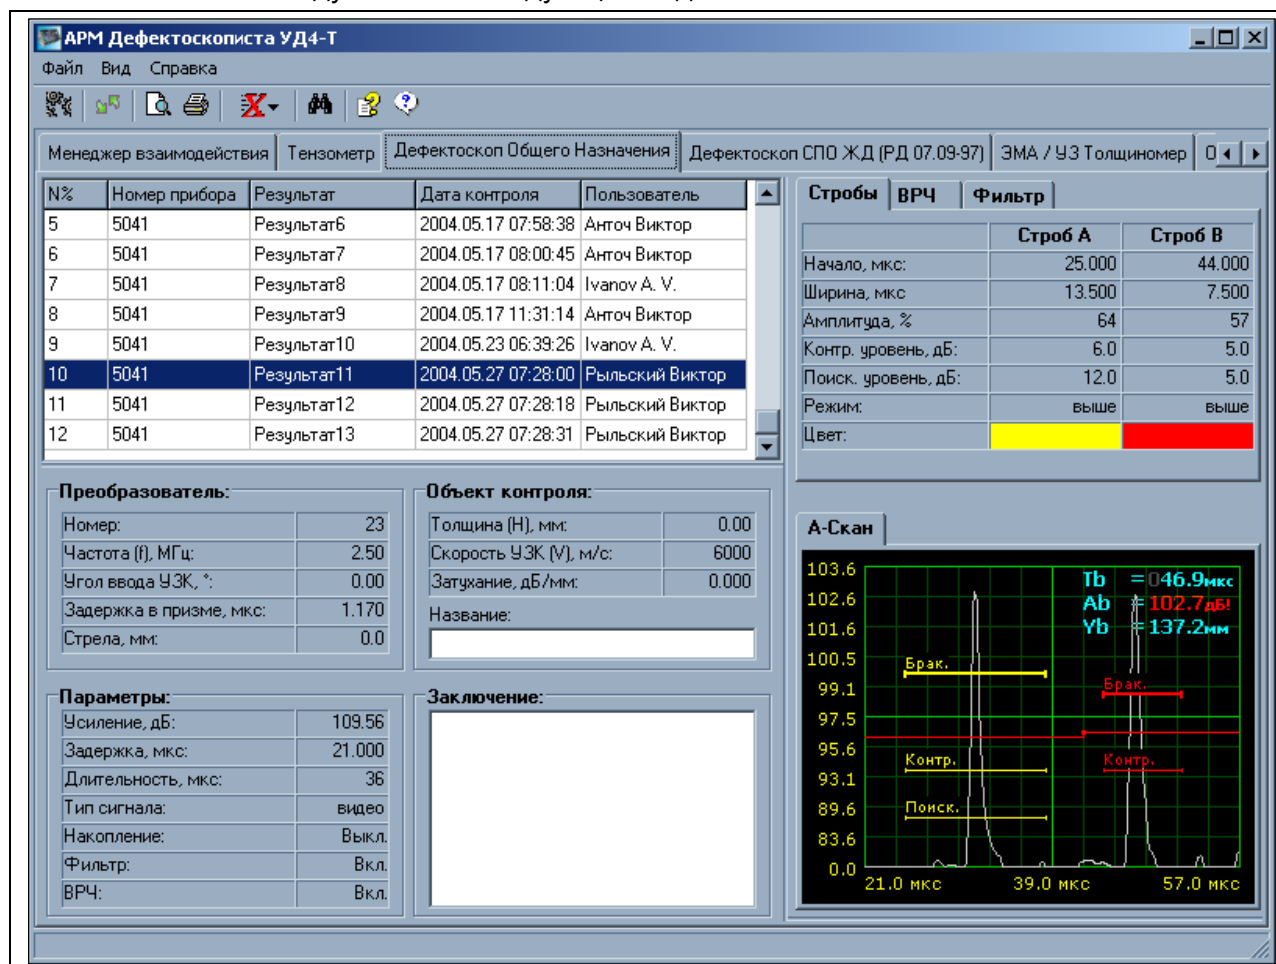 АРМ Дефектоскописта УД4-Т
Файл Вид Справка
Менеджер взаимодействия Тензометр Дефектоскоп Общего Назначения Дефектоскоп СПО ЖД (РД 07.09-97) ЭМА / УЗ Толщиномер
N% Номер прибора Результат Дата контроля Пользователь
5 5041 Результат6 2004.05.17 07:58:38 Анточ Виктор
6 5041 Результат7 2004.05.17 08:00:45 Анточ Виктор
7 5041 Результат8 2004.05.17 08:11:04 Ivanov A. V.
8 5041 Результат9 2004.05.17 11:31:14 Анточ Виктор
9 5041 Результат10 2004.05.23 06:39:26 Ivanov A. V.
10 5041 Результат11 2004.05.27 07:28:00 Рыльский Виктор
11 5041 Результат12 2004.05.27 07:28:18 Рыльский Виктор
12 5041 Результат13 2004.05.27 07:28:31 Рыльский Виктор
Стробы ВРЧ Фильтр
Строб А Строб В
Начало, мкс: 25.000 44.000
Ширина, мкс 13.500 7.500
Амплитуда, % 64 57
Контр. уровень, дБ: 6.0 5.0
Поиск. уровень, дБ: 12.0 5.0
Режим: выше выше
Цвет:
Преобразователь:
Номер: 23
Частота (f), МГц: 2.50
Угол ввода УЗК, °: 0.00
Задержка в призме, мкс: 1.170
Стрела, мм: 0.0
Объект контроля:
Толщина (H), мм: 0.00
Скорость УЗК (V), м/с: 6000
Затухание, дБ/мм: 0.000
Название:
Параметры:
Усиление, дБ: 109.56
Задержка, мкс: 21.000
Длительность, мкс: 36
Тип сигнала: видео
Накопление: Выкл.
Фильтр: Вкл.
ВРЧ: Вкл.
Заключение:
А-Скан
103.6
102.6
101.6
100.5
99.1
97.5
95.6
93.1
89.6
83.6
0.0
Tb =046.9мкс
Ab =102.7дБ!
Yb =137.2мм
Брак.
Брак.
Контр.
Контр.
Поиск.
21.0 мкс 39.0 мкс 57.0 мкс